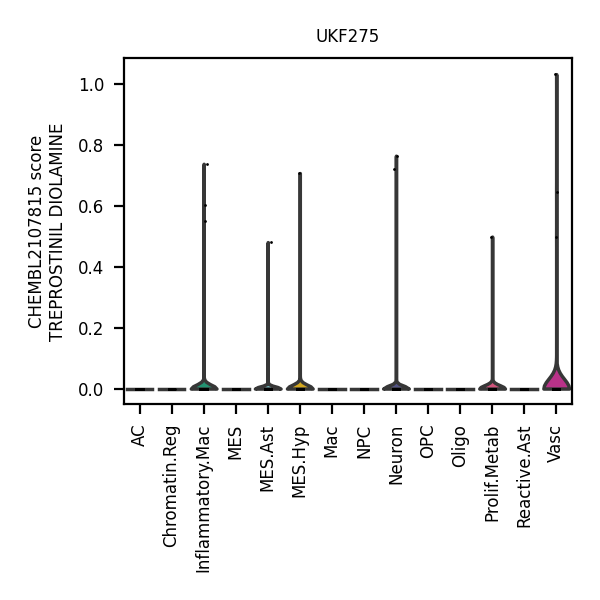 UKF275
CHEMBL2107815 score
TREPROSTINIL DIOLAMINE
1.0
0.8
0.6
0.4
0.2
0.0
AC
Chromatin.Reg
Inflammatory.Mac
MES
MES.Ast
MES.Hyp
Mac
NPC
Neuron
OPC
Oligo
Prolif.Metab
Reactive.Ast
Vasc